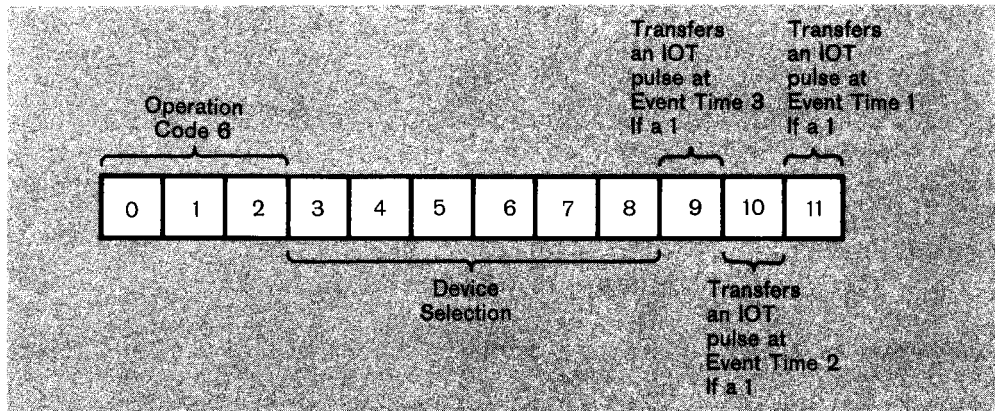 Transfers
an IOT
pulse at
Event Time 3
If a 1
Transfers
an IOT
pulse at
Event Time 1
If a 1
Operation
Code 6
0 1 2 3 4 5 6 7 8 9 10 11
Device
Selection
Transfers
an IOT
pulse at
Event Time 2
If a 1